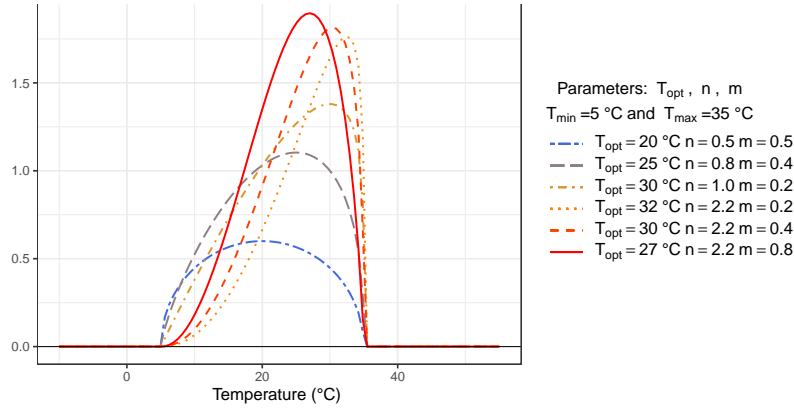 1.5
1.0
0.5
0.0
0
20
40
Temperature (°C)
Parameters: Topt , n , m
Tmin =5 °C and Tmax =35 °C
Topt = 20 °C n = 0.5 m = 0.5
Topt = 25 °C n = 0.8 m = 0.4
Topt = 30 °C n = 1.0 m = 0.2
Topt = 32 °C n = 2.2 m = 0.2
Topt = 30 °C n = 2.2 m = 0.4
Topt = 27 °C n = 2.2 m = 0.8